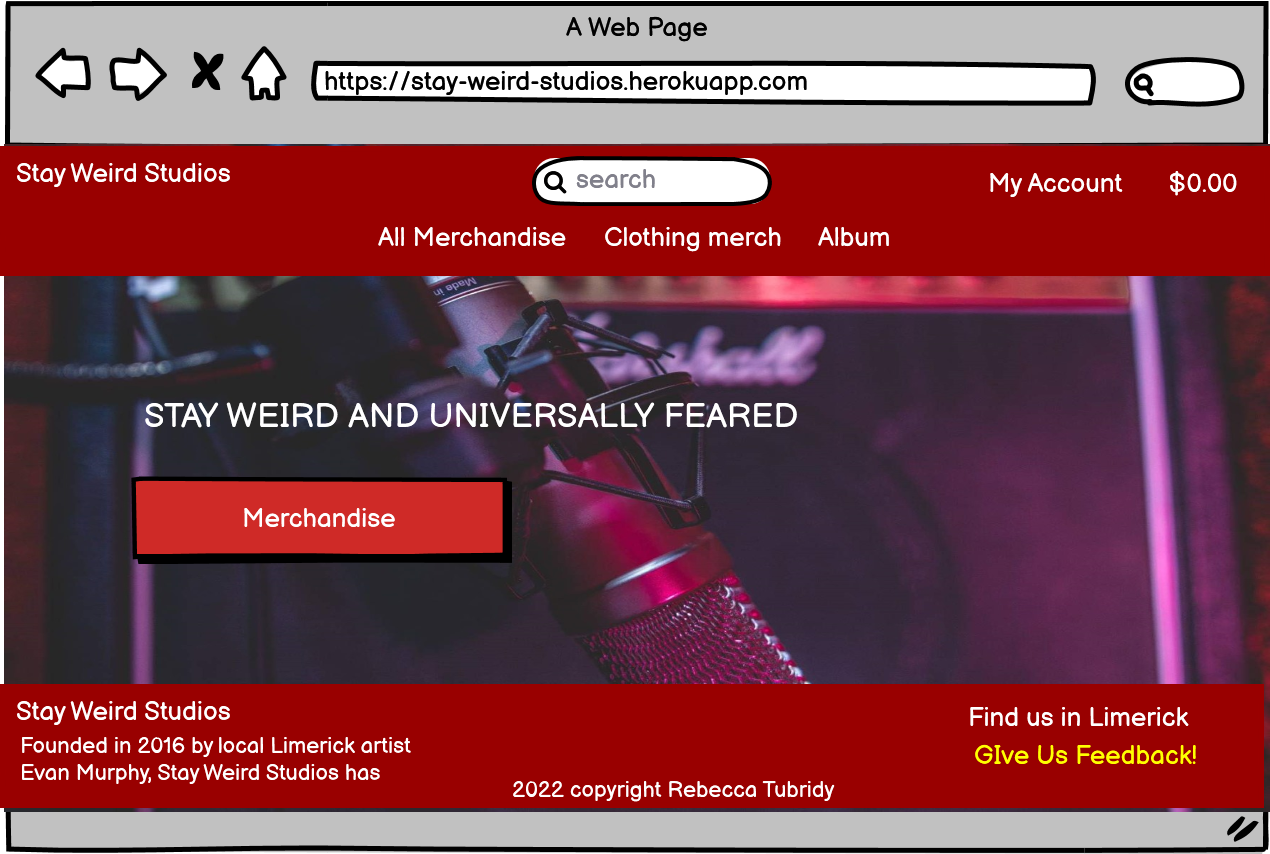 A Web Page
https://stay-weird-studios.herokuapp.com
Stay Weird Studios
search
My Account
$0.00
All Merchandise
Clothing merch
Album
Made in
Marshall
STAY WEIRD AND UNIVERSALLY FEARED
Merchandise
Stay Weird Studios
Founded in 2016 by local Limerick artist
Evan Murphy, Stay Weird Studios has
Find us in Limerick
GIve Us Feedback!
2022 copyright Rebecca Tubridy